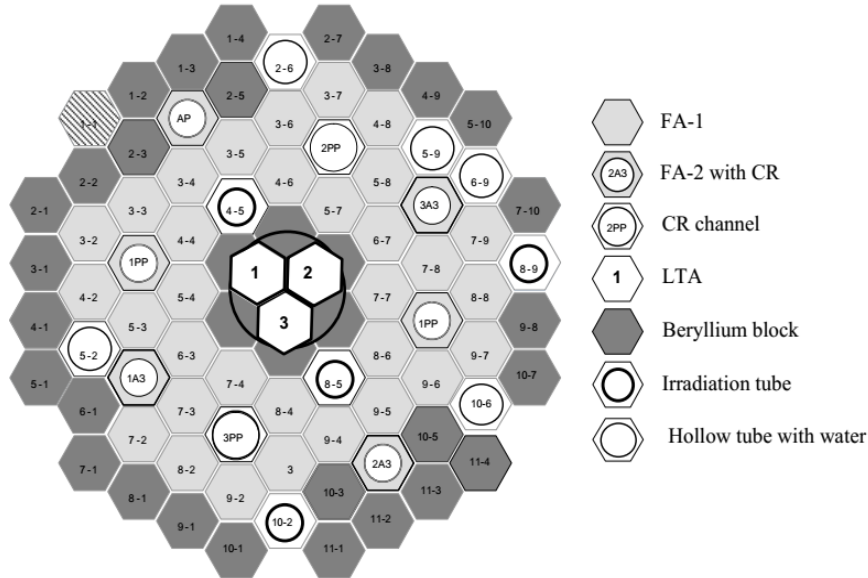 1-4 2-7
1-3 2-6 3-8
1-2 2-5 3-7 4-9
1-1 AP 3-6 4-8 5-10
2-3 3-5 2PP 5-9
2-2 3-4 4-6 5-8 6-9
2-1 3-3 4-5 5-7 3A3 7-10
3-2 4-4 6-7 7-9
3-1 1PP 1 2 7-8 8-9
4-2 5-4 7-7 8-8
4-1 5-3 3 1PP 9-8
5-2 6-3 8-6 9-7
5-1 1A3 7-4 8-5 9-6 10-7
6-1 7-3 8-4 9-5 10-6
7-2 3PP 9-4 10-5
7-1 8-2 3 2A3 11-4
8-1 9-2 10-3 11-3
9-1 10-2 11-2
10-1 11-1
FA-1
2A3 FA-2 with CR
2PP CR channel
1 LTA
Beryllium block
Irradiation tube
Hollow tube with water